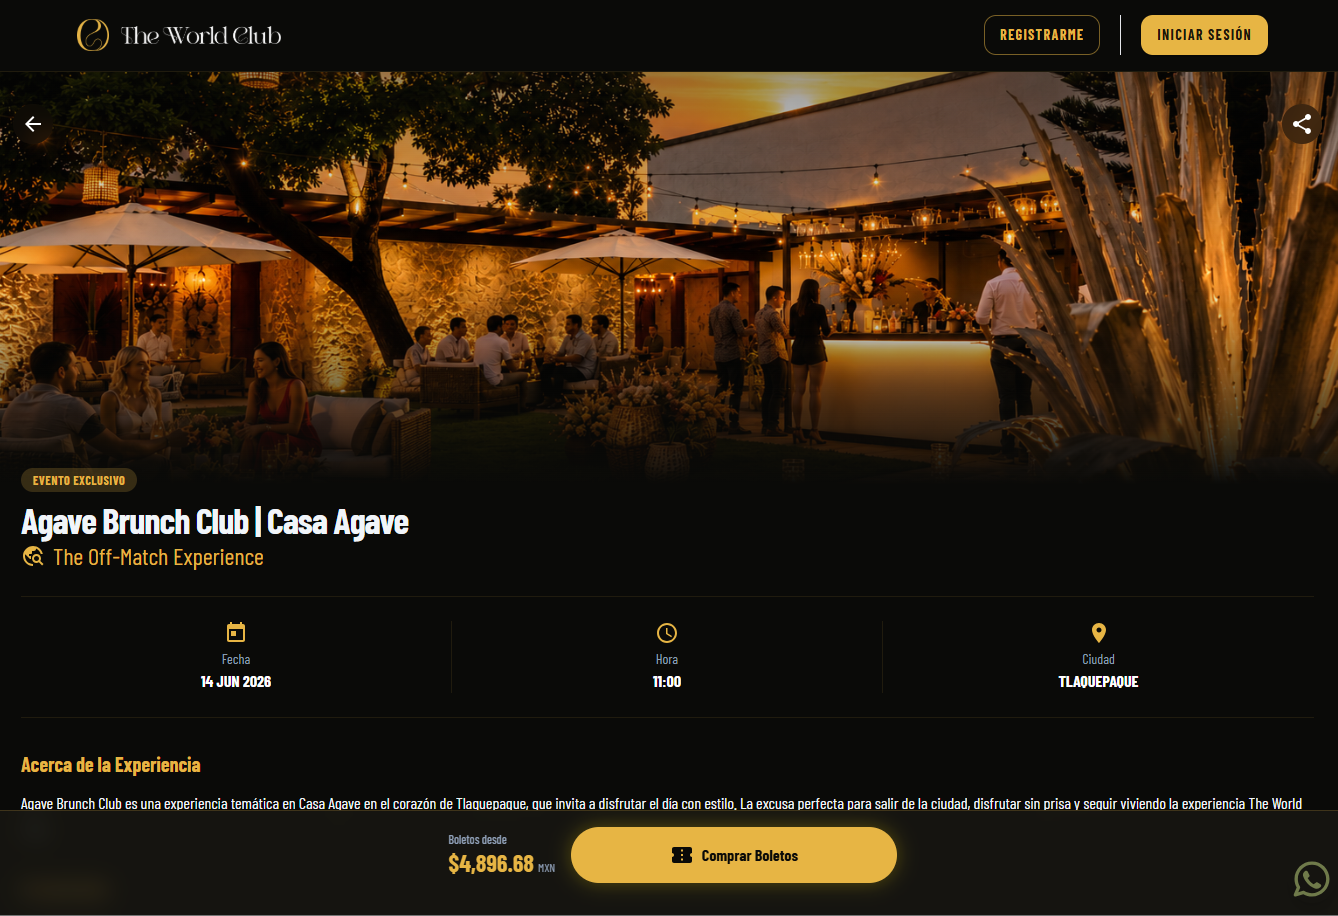 The World Club
REGISTRARME
INICIAR SESIÓN
EVENTO EXCLUSIVO
Agave Brunch Club | Casa Agave
The Off-Match Experience
Fecha
14 JUN 2026
Hora
11:00
Ciudad
TLAQUEPAQUE
Acerca de la Experiencia
Agave Brunch Club es una experiencia temática en Casa Agave en el corazón de Tlaquepaque, que invita a disfrutar el día con estilo. La excusa perfecta para salir de la ciudad, disfrutar sin prisa y seguir viviendo la experiencia The World
Boletos desde
$4,896.68 MXN
Comprar Boletos